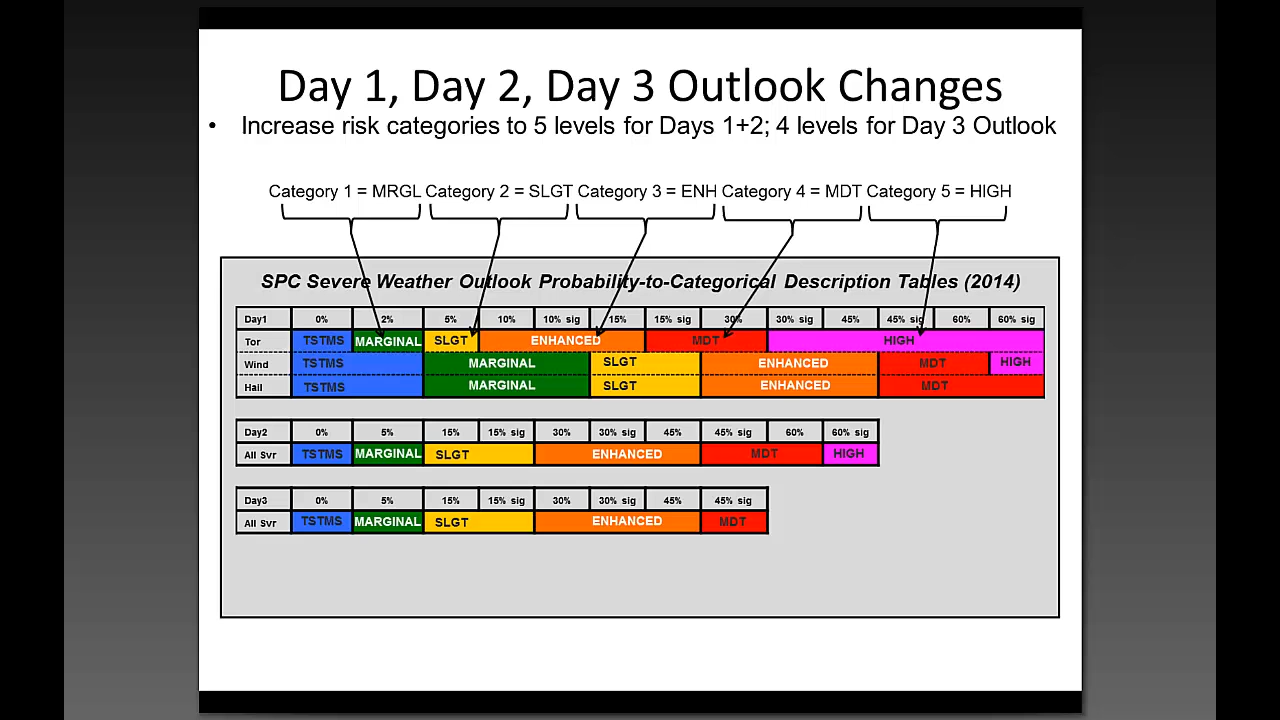 Day 1, Day 2, Day 3 Outlook Changes
• Increase risk categories to 5 levels for Days 1+2; 4 levels for Day 3 Outlook
Category 1 = MRGL Category 2 = SLGT Category 3 = ENH Category 4 = MDT Category 5 = HIGH
SPC Severe Weather Outlook Probability-to-Categorical Description Tables (2014)
Day1 0% 2% 5% 10% 10% sig 15% 15% sig 30% 30% sig 45% 45% sig 60% 60% sig
Tor TSTMS MARGINAL SLGT ENHANCED MDT HIGH
Wind TSTMS MARGINAL SLGT ENHANCED MDT HIGH
Hail TSTMS MARGINAL SLGT ENHANCED MDT
Day2 0% 5% 15% 15% sig 30% 30% sig 45% 45% sig 60% 60% sig
All Svr TSTMS MARGINAL SLGT ENHANCED MDT HIGH
Day3 0% 5% 15% 15% sig 30% 30% sig 45% 45% sig
All Svr TSTMS MARGINAL SLGT ENHANCED MDT